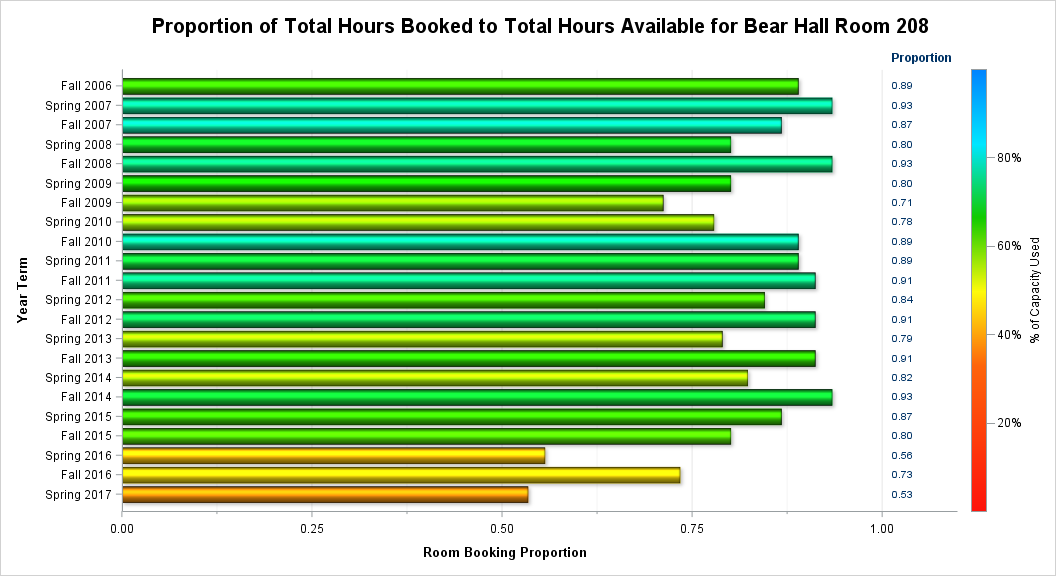 Proportion of Total Hours Booked to Total Hours Available for Bear Hall Room 208
Proportion
Fall 2006 0.89
Spring 2007 0.93
Fall 2007 0.87
Spring 2008 0.80
Fall 2008 0.93
Spring 2009 0.80
Fall 2009 0.71
Spring 2010 0.78
Fall 2010 0.89
Spring 2011 0.89
Fall 2011 0.91
Spring 2012 0.84
Fall 2012 0.91
Spring 2013 0.79
Fall 2013 0.91
Spring 2014 0.82
Fall 2014 0.93
Spring 2015 0.87
Fall 2015 0.80
Spring 2016 0.56
Fall 2016 0.73
Spring 2017 0.53
Year Term
0.00 0.25 0.50 0.75 1.00
Room Booking Proportion
80%
60%
40%
20%
% of Capacity Used